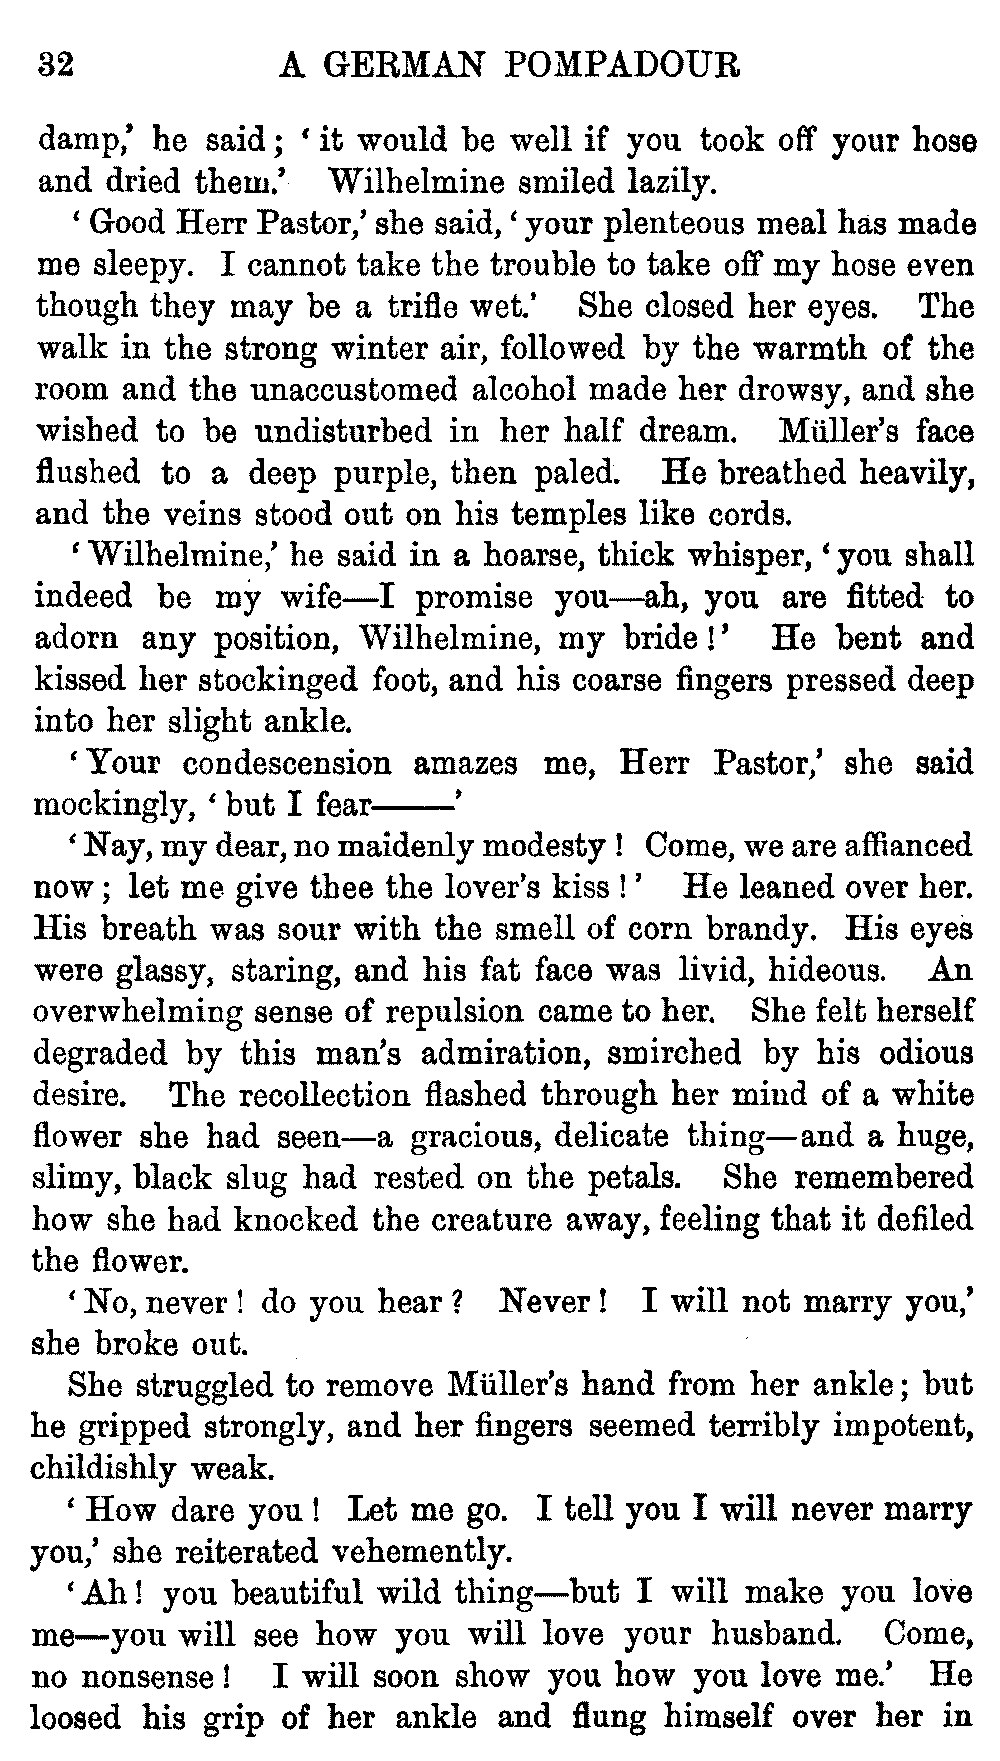 32 A GERMAN POMPADOUR
damp,’ he said; ‘it would be well if you took off your hose
and dried them.’ Wilhelmine smiled lazily.
‘Good Herr Pastor,’ she said, ‘your plenteous meal has made
me sleepy. I cannot take the trouble to take off my hose even
though they may be a trifle wet.’ She closed her eyes. The
walk in the strong winter air, followed by the warmth of the
room and the unaccustomed alcohol made her drowsy, and she
wished to be undisturbed in her half dream. Müller’s face
flushed to a deep purple, then paled. He breathed heavily,
and the veins stood out on his temples like cords.
‘Wilhelmine,’ he said in a hoarse, thick whisper, ‘you shall
indeed be my wife—I promise you—ah, you are fitted to
adorn any position, Wilhelmine, my bride!’ He bent and
kissed her stockinged foot, and his coarse fingers pressed deep
into her slight ankle.
‘Your condescension amazes me, Herr Pastor,’ she said
mockingly, ‘but I fear——’
‘Nay, my dear, no maidenly modesty! Come, we are affianced
now; let me give thee the lover’s kiss!’ He leaned over her.
His breath was sour with the smell of corn brandy. His eyes
were glassy, staring, and his fat face was livid, hideous. An
overwhelming sense of repulsion came to her. She felt herself
degraded by this man’s admiration, smirched by his odious
desire. The recollection flashed through her mind of a white
flower she had seen—a gracious, delicate thing—and a huge,
slimy, black slug had rested on the petals. She remembered
how she had knocked the creature away, feeling that it defiled
the flower.
‘No, never! do you hear? Never! I will not marry you,’
she broke out.
She struggled to remove Müller’s hand from her ankle; but
he gripped strongly, and her fingers seemed terribly impotent,
childishly weak.
‘How dare you! Let me go. I tell you I will never marry
you,’ she reiterated vehemently.
‘Ah! you beautiful wild thing—but I will make you love
me—you will see how you will love your husband. Come,
no nonsense! I will soon show you how you love me.’ He
loosed his grip of her ankle and flung himself over her in